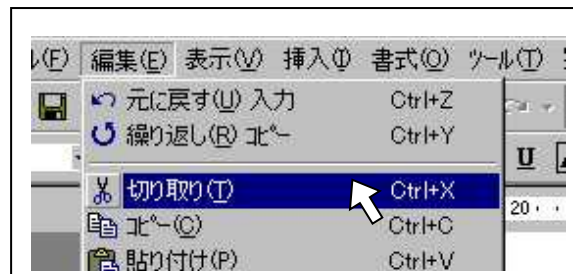 ル(F) 編集(E) 表示(V) 挿入(I) 書式(O) ツール(T)
元に戻す(U) 入力 Ctrl+Z
繰り返し(R) コピー Ctrl+Y
U
切り取り(T) Ctrl+X
20
コピー(C) Ctrl+C
貼り付け(P) Ctrl+V